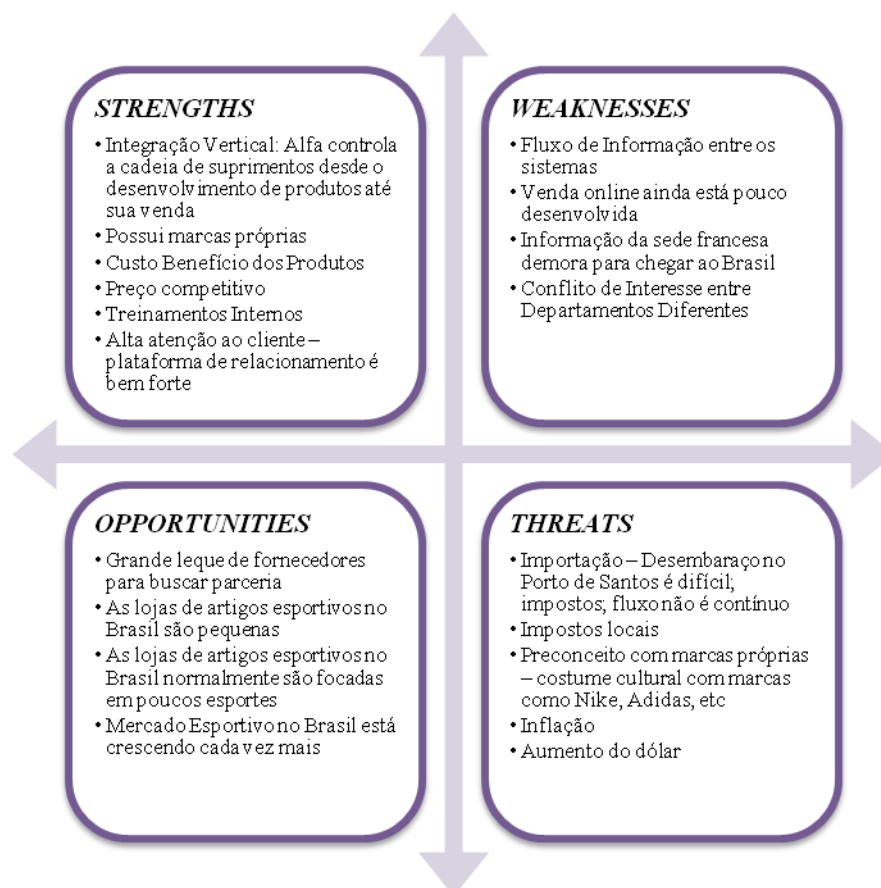 STRENGTHS
• Integração Vertical: Alfa controla
a cadeia de suprimentos desde o
desenvolvimento de produtos até
sua venda
• Possui marcas próprias
• Custo Benefício dos Produtos
• Preço competitivo
• Treinamentos Internos
• Alta atenção ao cliente –
plataforma de relacionamento é
bem forte
WEAKNESSES
• Fluxo de Informação entre os
sistemas
• Venda online ainda está pouco
desenvolvida
• Informação da sede francesa
demora para chegar ao Brasil
• Conflito de Interesse entre
Departamentos Diferentes
OPPORTUNITIES
• Grande leque de fornecedores
para buscar parceria
• As lojas de artigos esportivos no
Brasil são pequenas
• As lojas de artigos esportivos no
Brasil normalmente são focadas
em poucos esportes
• Mercado Esportivo no Brasil está
crescendo cada vez mais
THREATS
• Importação – Desembaraço no
Porto de Santos é difícil;
impostos; fluxo não é contínuo
• Impostos locais
• Preconceito com marcas próprias
– costume cultural com marcas
como Nike, Adidas, etc
• Inflação
• Aumento do dólar